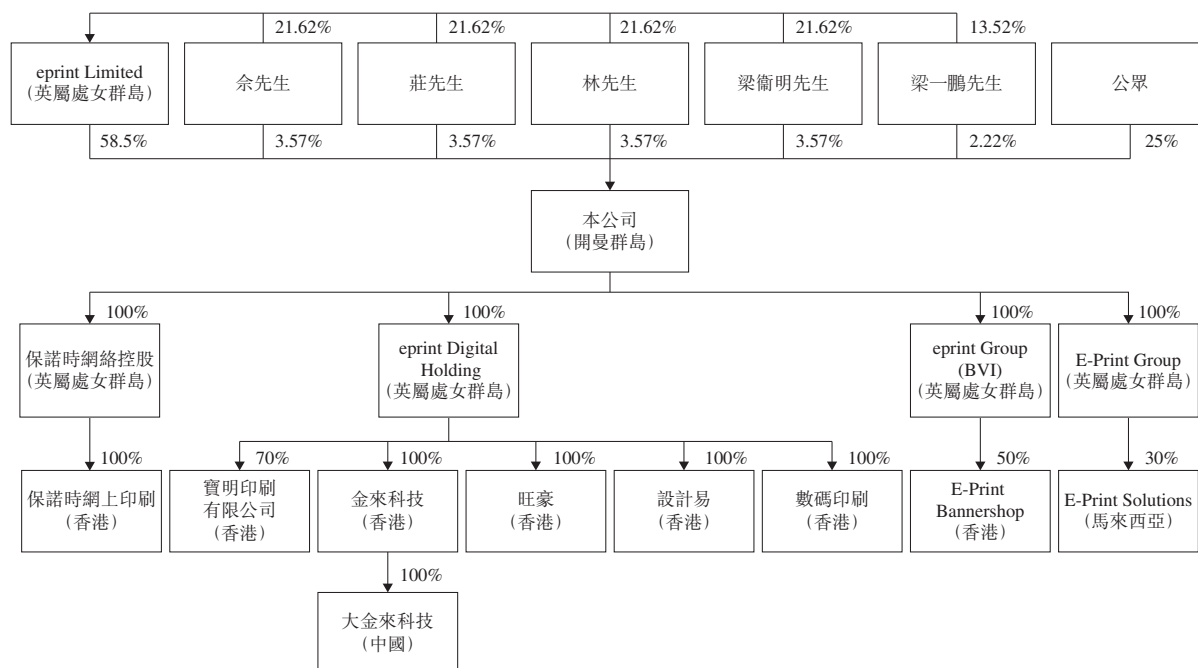 21.62%
21.62%
21.62%
21.62%
13.52%
eprint Limited
（英屬處女群島）
佘先生
莊先生
林先生
梁衞明先生
梁一鵬先生
公眾
58.5%
3.57%
3.57%
3.57%
3.57%
2.22%
25%
本公司
（開曼群島）
100%
100%
100%
100%
保諾時網絡控股
（英屬處女群島）
eprint Digital
Holding
（英屬處女群島）
eprint Group
(BVI)
（英屬處女群島）
E-Print Group
（英屬處女群島）
100%
70%
100%
100%
100%
100%
50%
30%
保諾時網上印刷
（香港）
寶明印刷
有限公司
（香港）
金來科技
（香港）
旺豪
（香港）
設計易
（香港）
數碼印刷
（香港）
E-Print
Bannershop
（香港）
E-Print Solutions
（馬來西亞）
100%
大金來科技
（中國）